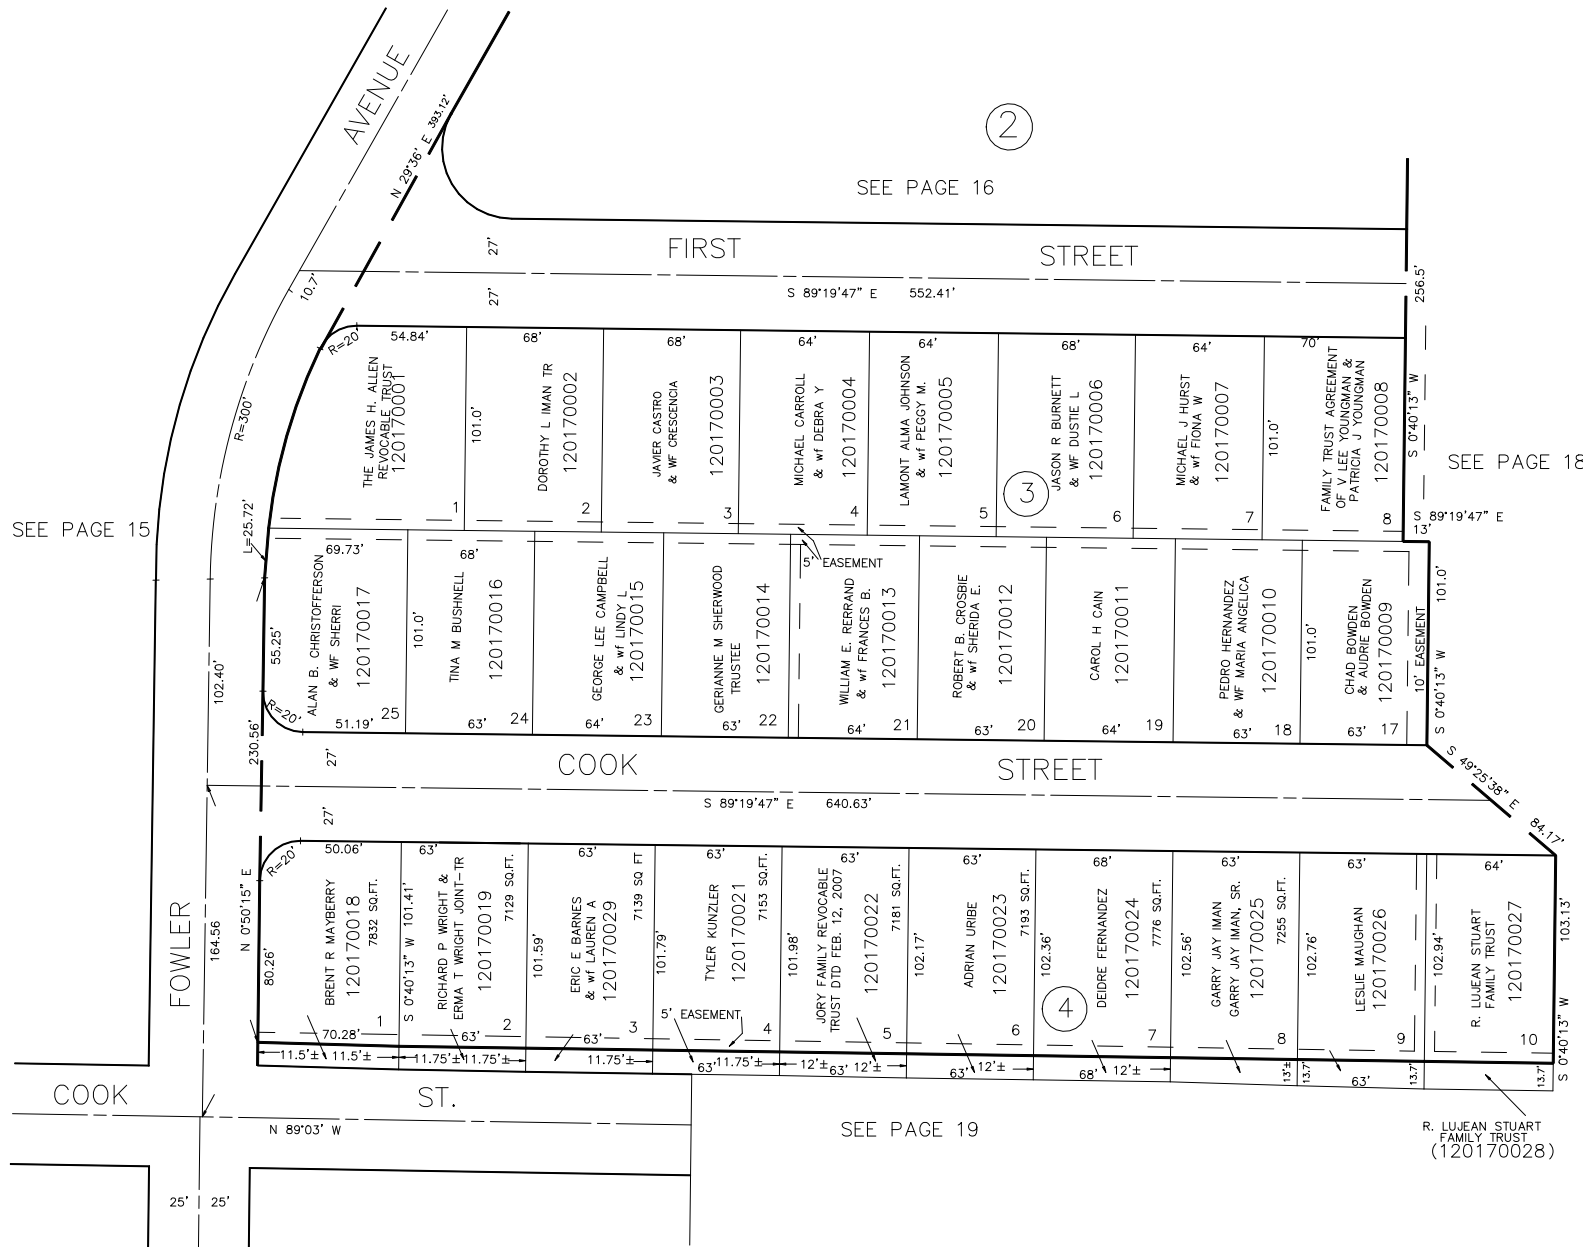 AVENUE
N 29°36' E 393.12'
2
SEE PAGE 16
FIRST STREET
27'
27'
10.7'
S 89°19'47" E 552.41'
256.5'
R=20'
R=300'
54.84'
68'
68'
64'
64'
68'
64'
70'
THE JAMES H. ALLEN
REVOCABLE TRUST
120170001
1
101.0'
DOROTHY L IMAN TR
120170002
2
JAVIER CASTRO
& WF CRESCENCIA
120170003
3
MICHAEL CARROLL
& wf DEBRA Y
120170004
4
LAMONT ALMA JOHNSON
& wf PEGGY M.
120170005
5
3
JASON R BURNETT
& WF DUSTIE L
120170006
6
MICHAEL J HURST
& wf FIONA W
120170007
7
101.0'
FAMILY TRUST AGREEMENT
OF V LEE YOUNGMAN &
PATRICIA J YOUNGMAN
120170008
8
S 0°40'13" W
SEE PAGE 18
S 89°19'47" E
13'
SEE PAGE 15
L=25.72'
5' EASEMENT
69.73'
68'
ALAN B. CHRISTOFFERSON
& WF SHERRI
120170017
25
101.0'
TINA M BUSHNELL
120170016
24
GEORGE LEE CAMPBELL
& wf LINDY L
120170015
23
GERIANNE M SHERWOOD
TRUSTEE
120170014
22
WILLIAM E. RERRAND
& wf FRANCES B.
120170013
21
ROBERT B. CROSBIE
& wf SHERIDA E.
120170012
20
CAROL H CAIN
120170011
19
PEDRO HERNANDEZ
& WF MARIA ANGELICA
120170010
18
101.0'
CHAD BOWDEN
& AUDRIE BOWDEN
120170009
17
10' EASEMENT
101.0'
S 0°40'13" W
55.25'
102.40'
R=20'
51.19'
63'
64'
63'
64'
63'
64'
63'
63'
230.56'
27'
COOK STREET
S 49°25'38" E 84.17'
S 89°19'47" E 640.63'
27'
R=20'
50.06'
63'
63'
63'
63'
63'
68'
63'
63'
64'
FOWLER
164.56
N 0°50'15" E
80.26'
BRENT R MAYBERRY
120170018
7832 SQ.FT.
1
S 0°40'13" W 101.41'
RICHARD P WRIGHT &
ERMA T WRIGHT JOINT-TR
120170019
7129 SQ.FT.
2
101.59'
ERIC E BARNES
& wf LAUREN A
120170029
7139 SQ FT
3
101.79'
TYLER KUNZLER
120170021
7153 SQ.FT.
4
101.98'
JORY FAMILY REVOCABLE
TRUST DTD FEB. 12, 2007
120170022
7181 SQ.FT.
5
102.17'
ADRIAN URIBE
120170023
7193 SQ.FT.
6
102.36'
4
DEIDRE FERNANDEZ
120170024
7776 SQ.FT.
7
102.56'
GARRY JAY IMAN
GARRY JAY IMAN, SR.
120170025
7255 SQ.FT.
8
102.76'
LESLIE MAUGHAN
120170026
9
102.94'
R. LUJEAN STUART
FAMILY TRUST
120170027
10
103.13'
S 0°40'13" W
5' EASEMENT
70.28'
63'
63'
11.5'± 11.5'±
11.75'± 11.75'±
11.75'±
63' 11.75'±
12'± 63' 12'±
63' 12'±
68' 12'±
13'±
13.7'
63'
13.7'
13.7'
COOK ST.
N 89°03' W
SEE PAGE 19
R. LUJEAN STUART
FAMILY TRUST
(120170028)
25' 25'